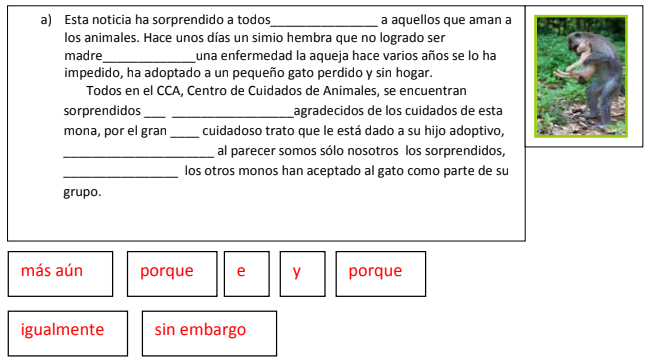 a) Esta noticia ha sorprendido a todos_______________ a aquellos que aman a
los animales. Hace unos días un simio hembra que no logrado ser
madre_____________una enfermedad la aqueja hace varios años se lo ha
impedido, ha adoptado a un pequeño gato perdido y sin hogar.
Todos en el CCA, Centro de Cuidados de Animales, se encuentran
sorprendidos ___ _________________agradecidos de los cuidados de esta
mona, por el gran ____ cuidadoso trato que le está dado a su hijo adoptivo,
_____________________ al parecer somos sólo nosotros los sorprendidos,
________________ los otros monos han aceptado al gato como parte de su
grupo.
más aún porque e y porque
igualmente sin embargo